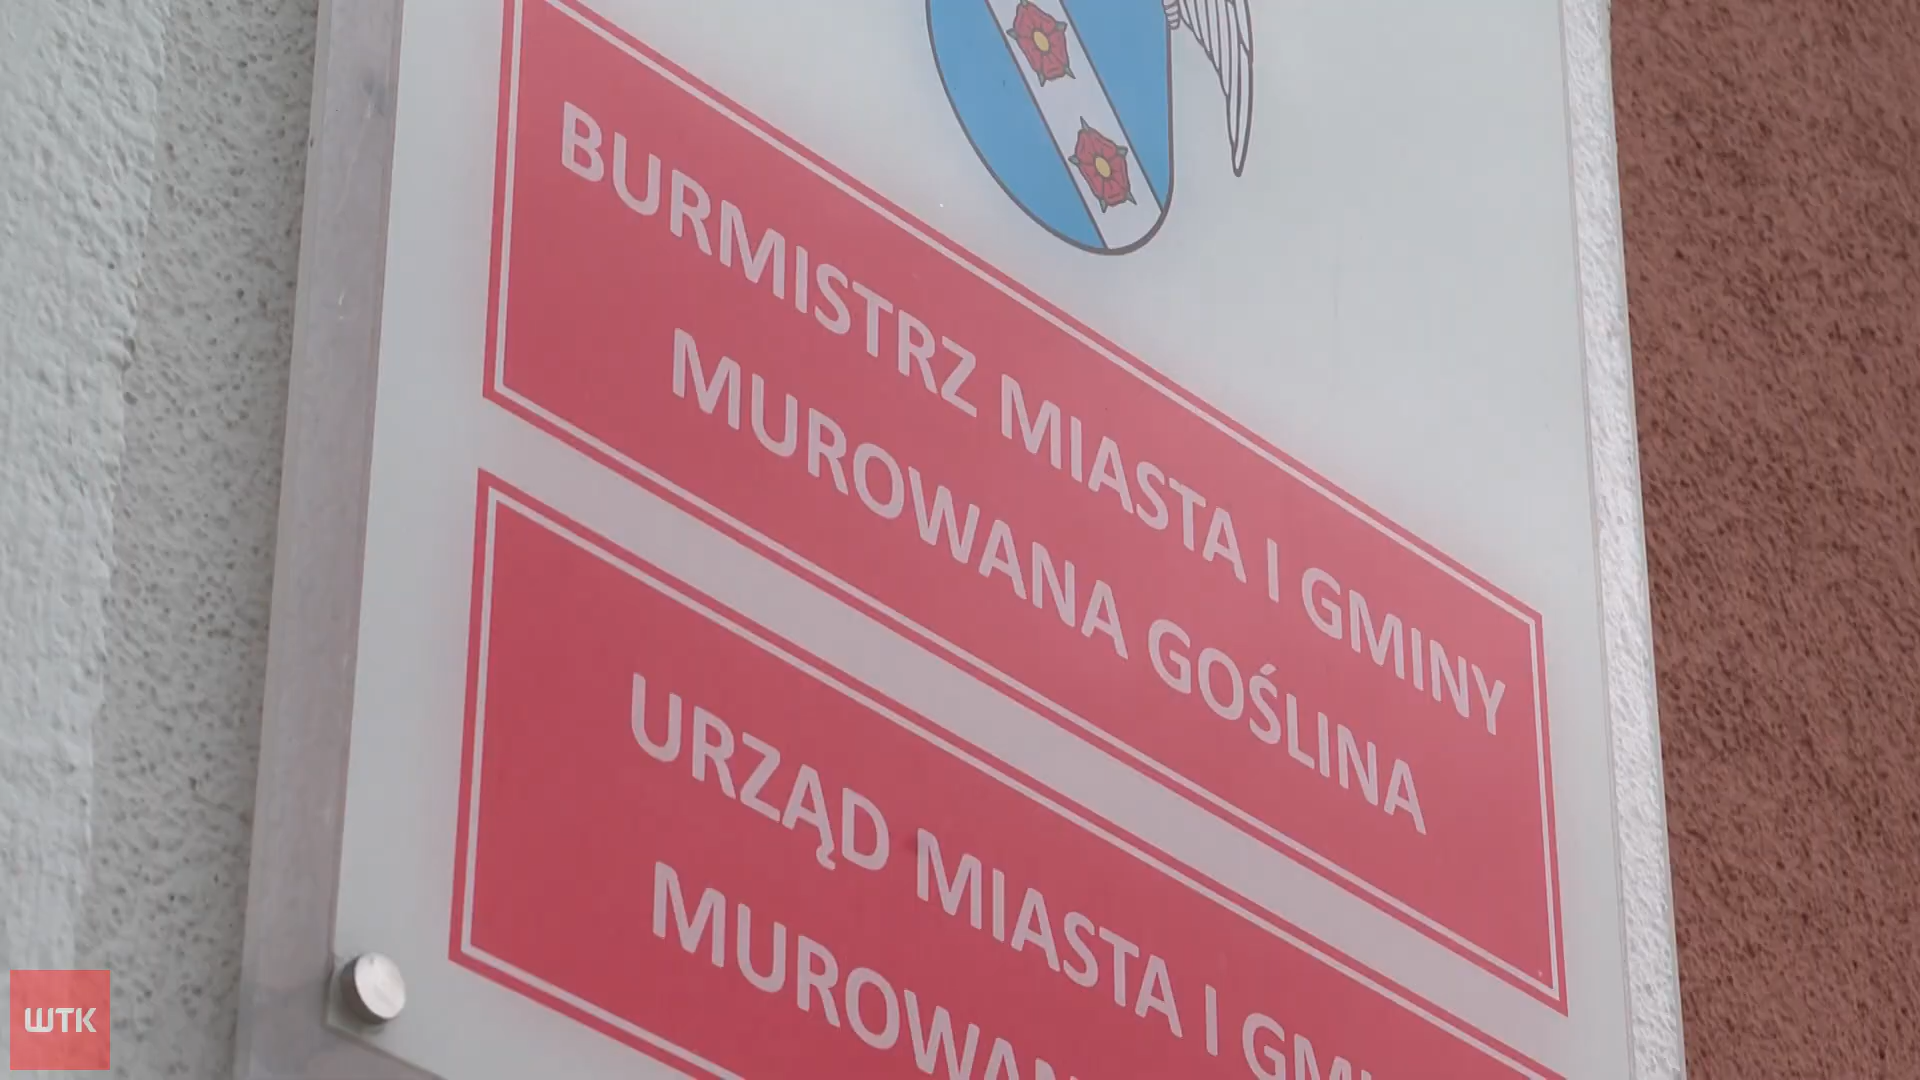 BURMISTRZ MIASTA I GMINY
MUROWANA GOŚLINA
URZĄD MIASTA I
WTK